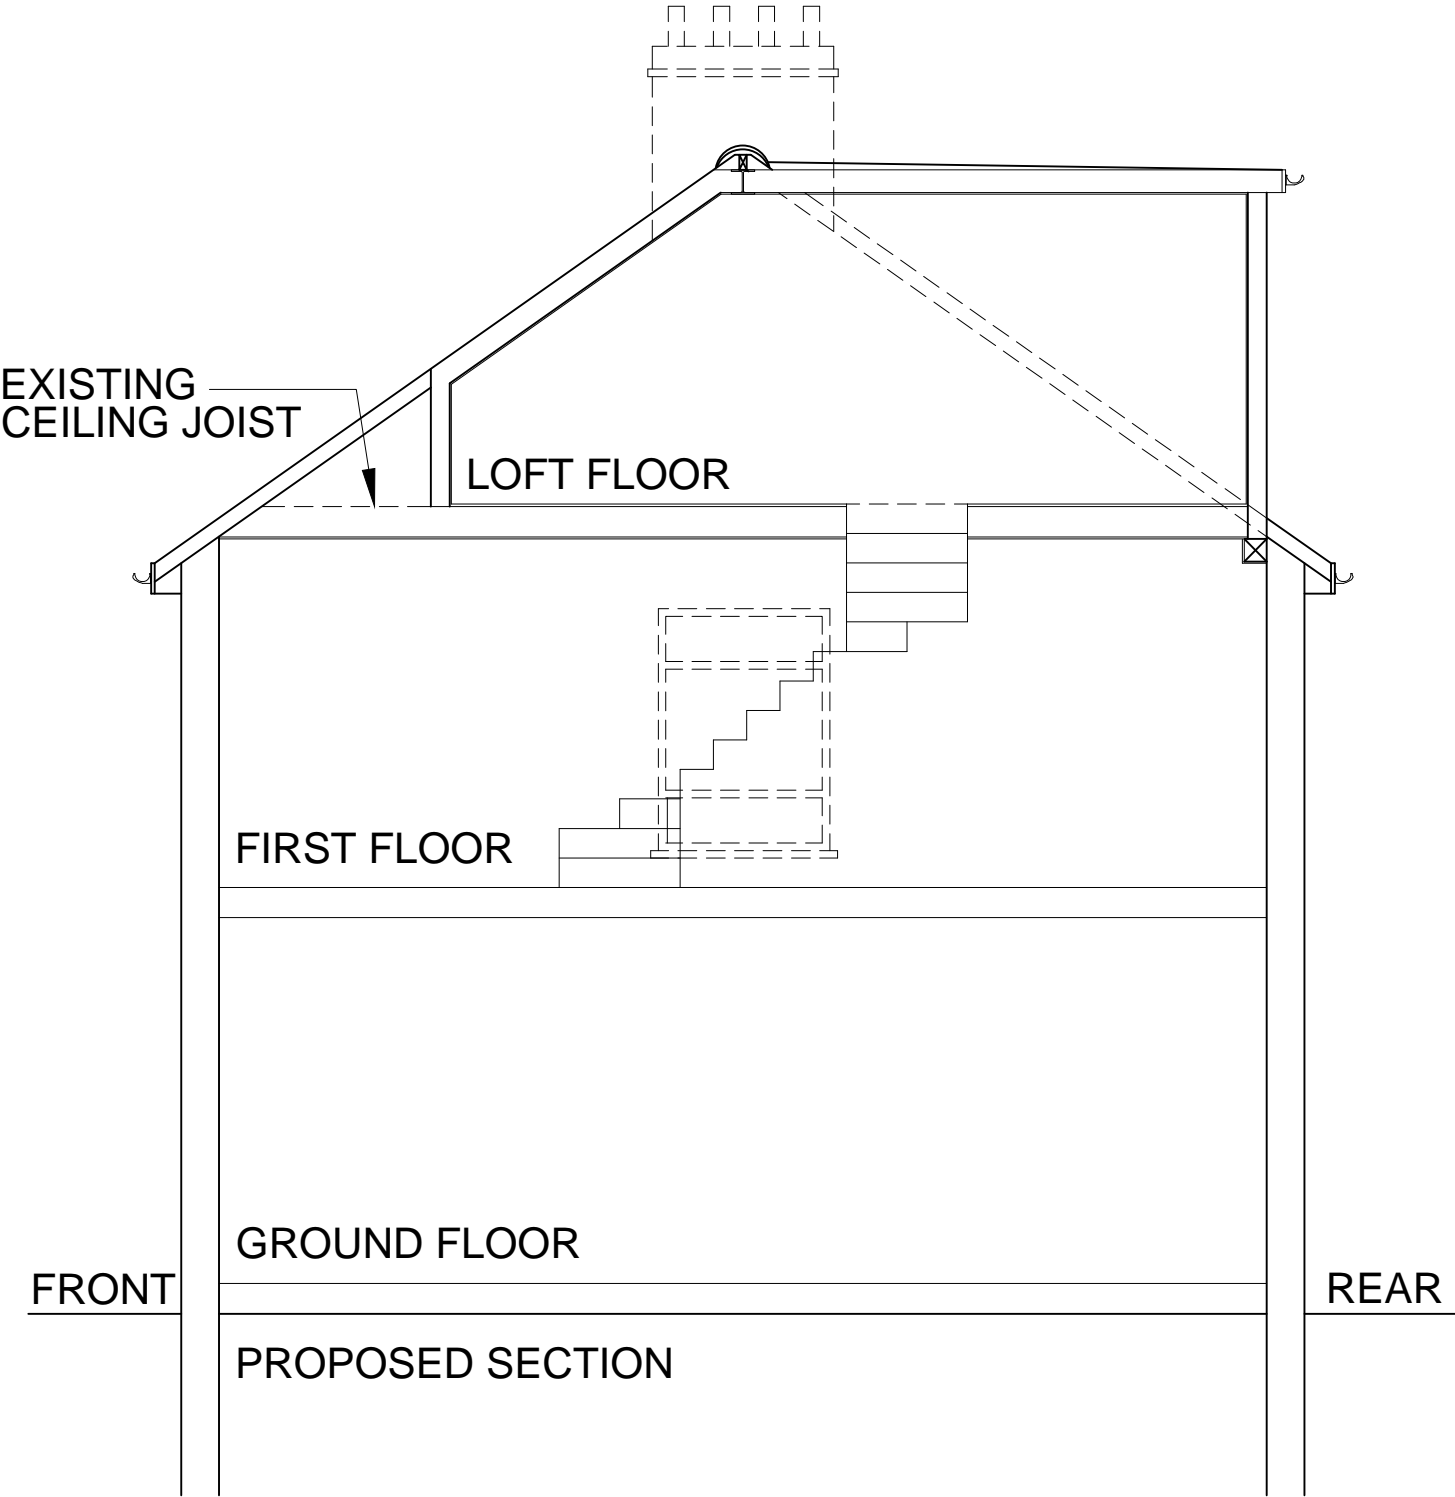 EXISTING
CEILING JOIST
LOFT FLOOR
FIRST FLOOR
GROUND FLOOR
FRONT
REAR
PROPOSED SECTION